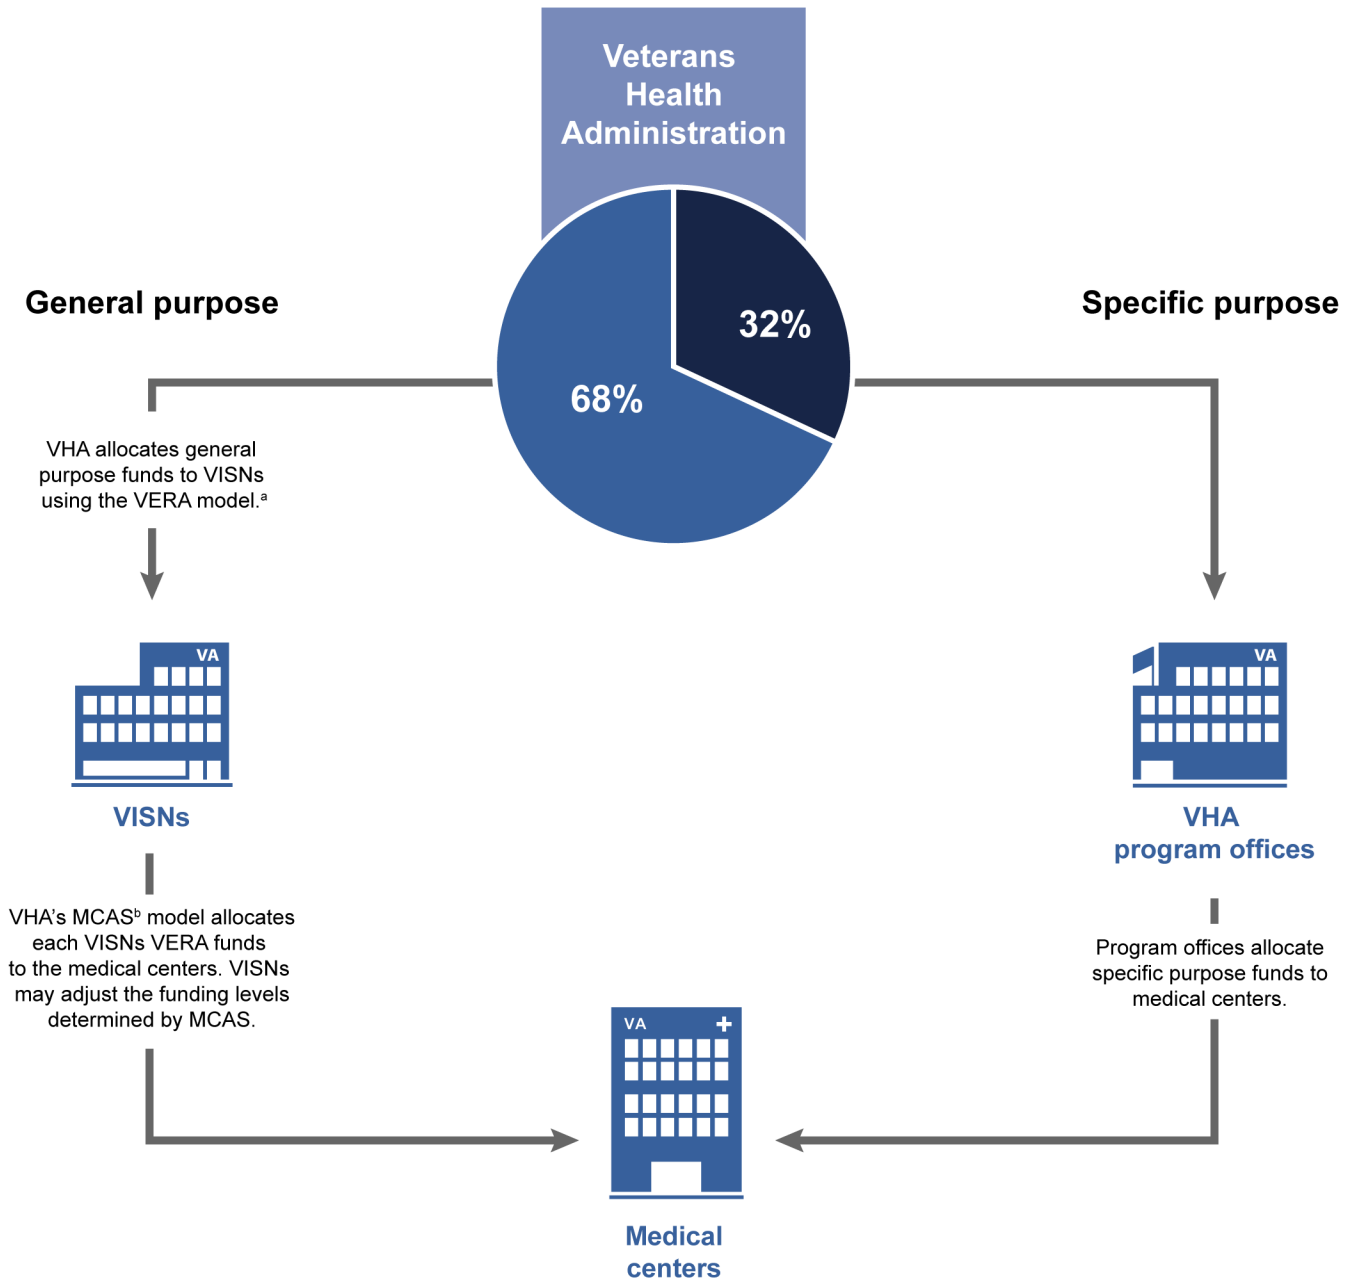 Veterans
Health
Administration
General purpose
Specific purpose
32%
68%
VHA allocates general
purpose funds to VISNs
using the VERA model.ᵃ
VA
VA
VISNs
VHA
program offices
VHA’s MCASᵇ model allocates
each VISNs VERA funds
to the medical centers. VISNs
may adjust the funding levels
determined by MCAS.
Program offices allocate
specific purpose funds to
medical centers.
VA
Medical
centers